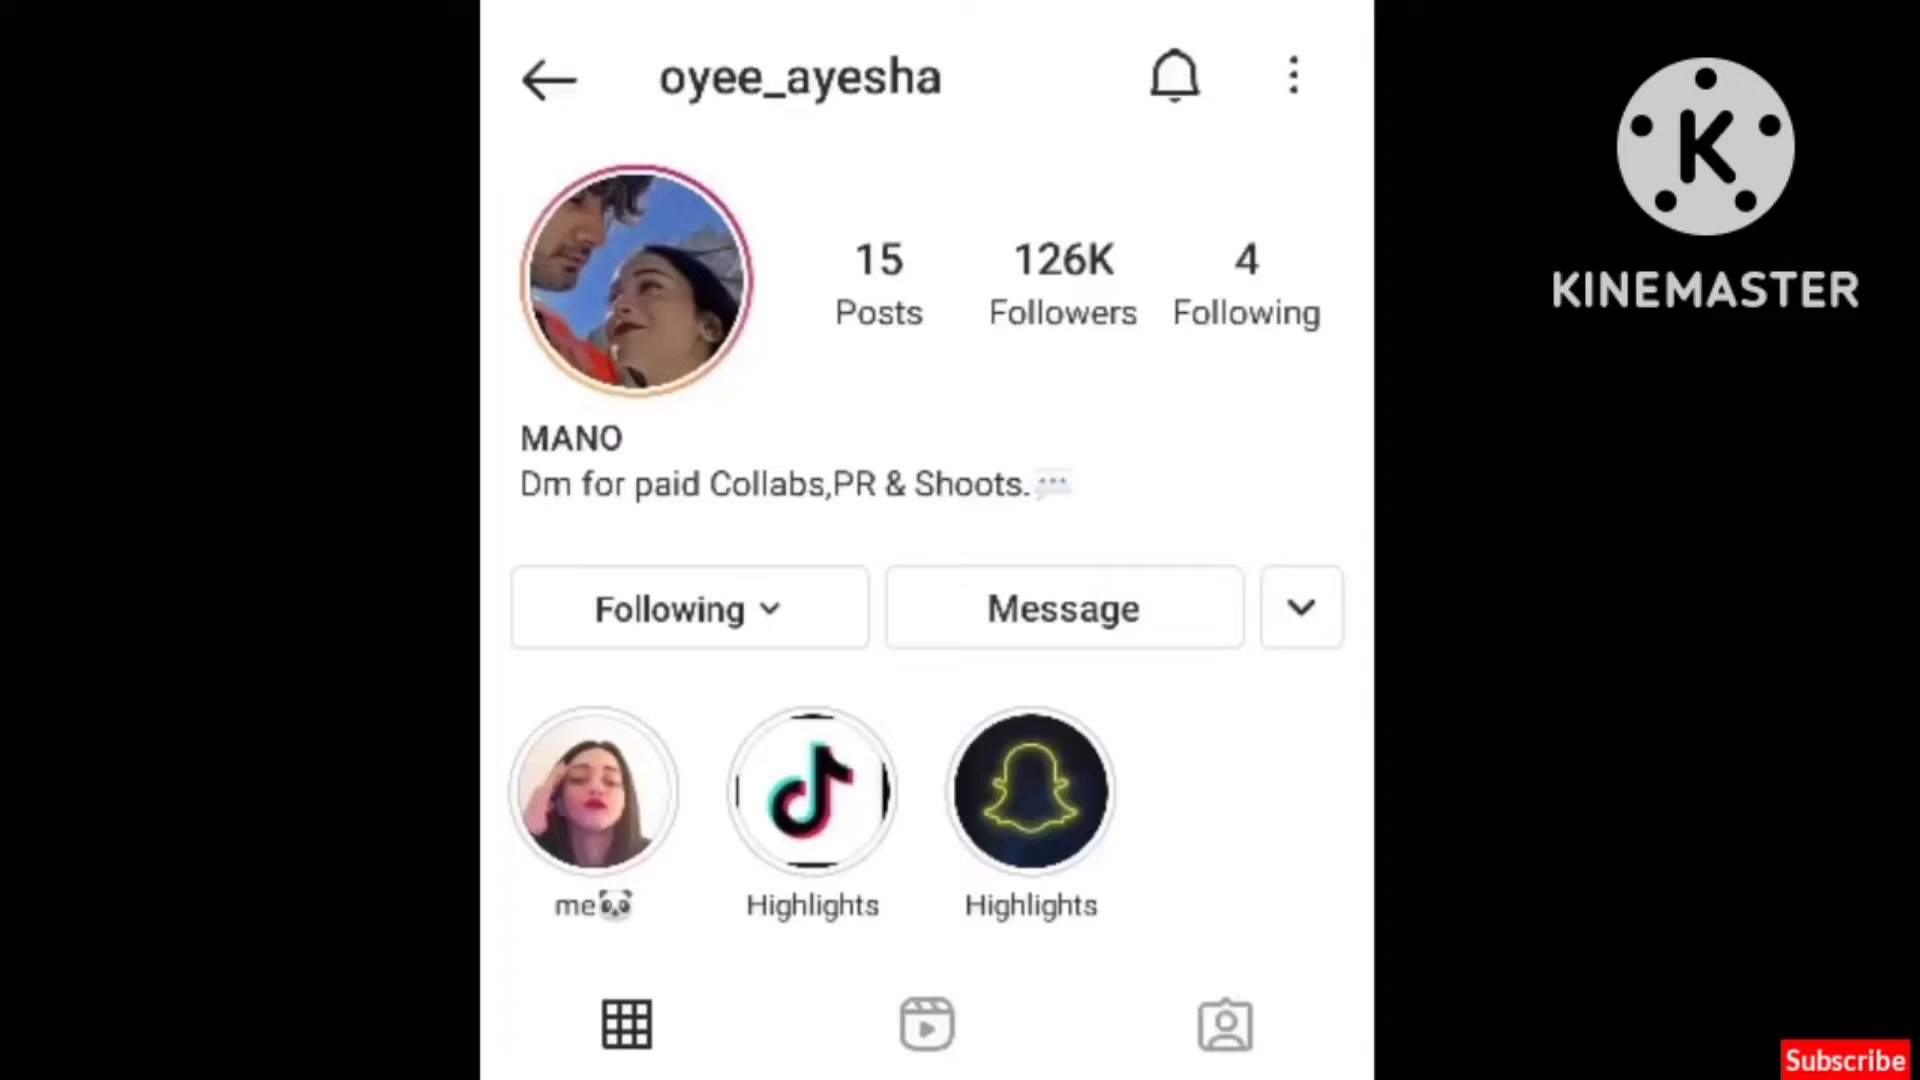 oyee_ayesha
K
KINEMASTER
15 126K 4
Posts Followers Following
MANO
Dm for paid Collabs,PR & Shoots.💬
Following Message
me🐼 Highlights Highlights
Subscribe